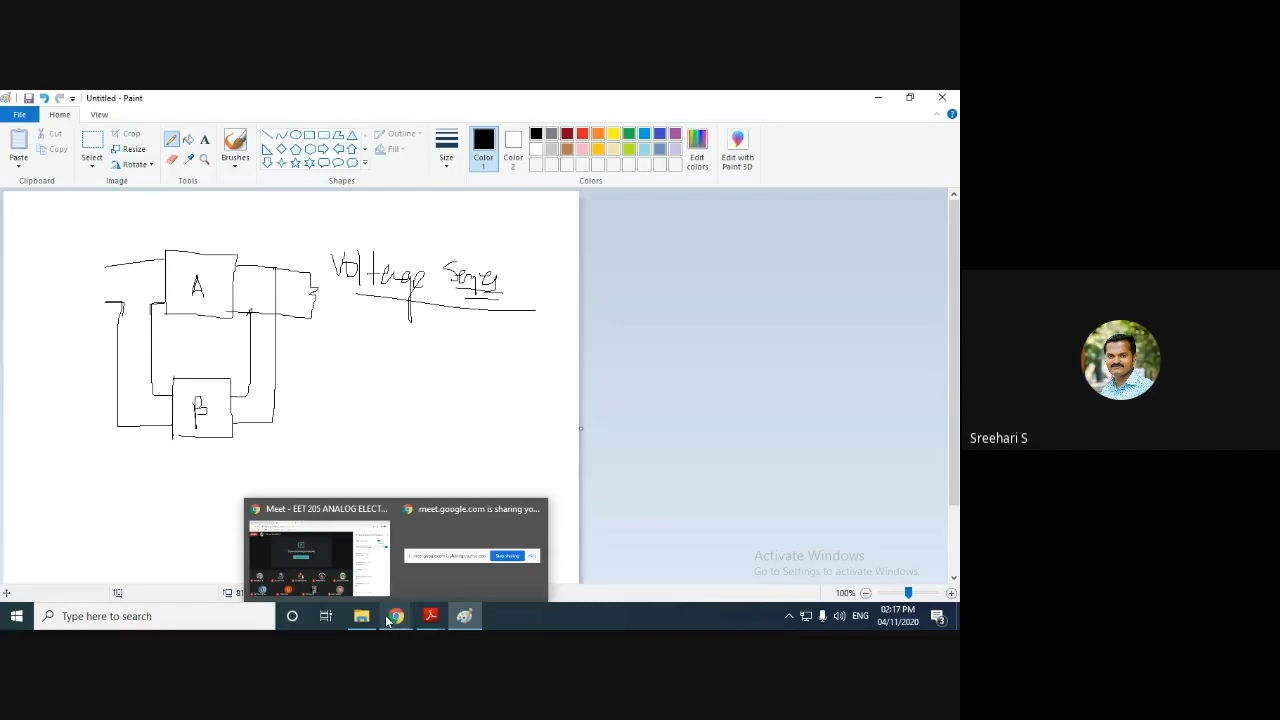 Untitled - Paint
File Home View
Paste
Cut
Copy
Clipboard
Select
Crop
Resize
Rotate
Image
Tools
Brushes
Outline
Fill
Shapes
Size
Color 1
Color 2
Edit colors
Colors
Edit with Paint 3D
A
Voltage Series
β
Meet - EET 205 ANALOG ELECT... meet.google.com is sharing yo...
Stop sharing
Hide
Activate Windows
Go to Settings to activate Windows.
100%
Type here to search
ENG
02:17 PM
04/11/2020
3
Sreehari S